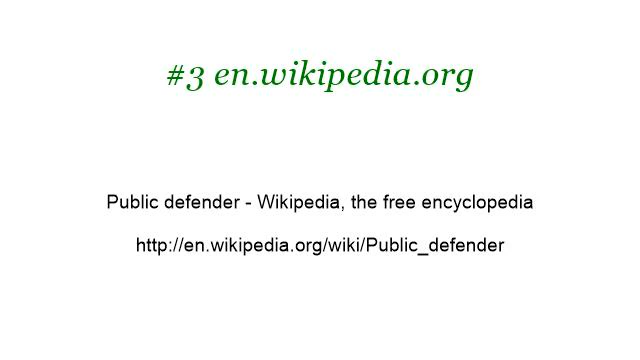 #3 en.wikipedia.org
Public defender - Wikipedia, the free encyclopedia
http://en.wikipedia.org/wiki/Public_defender